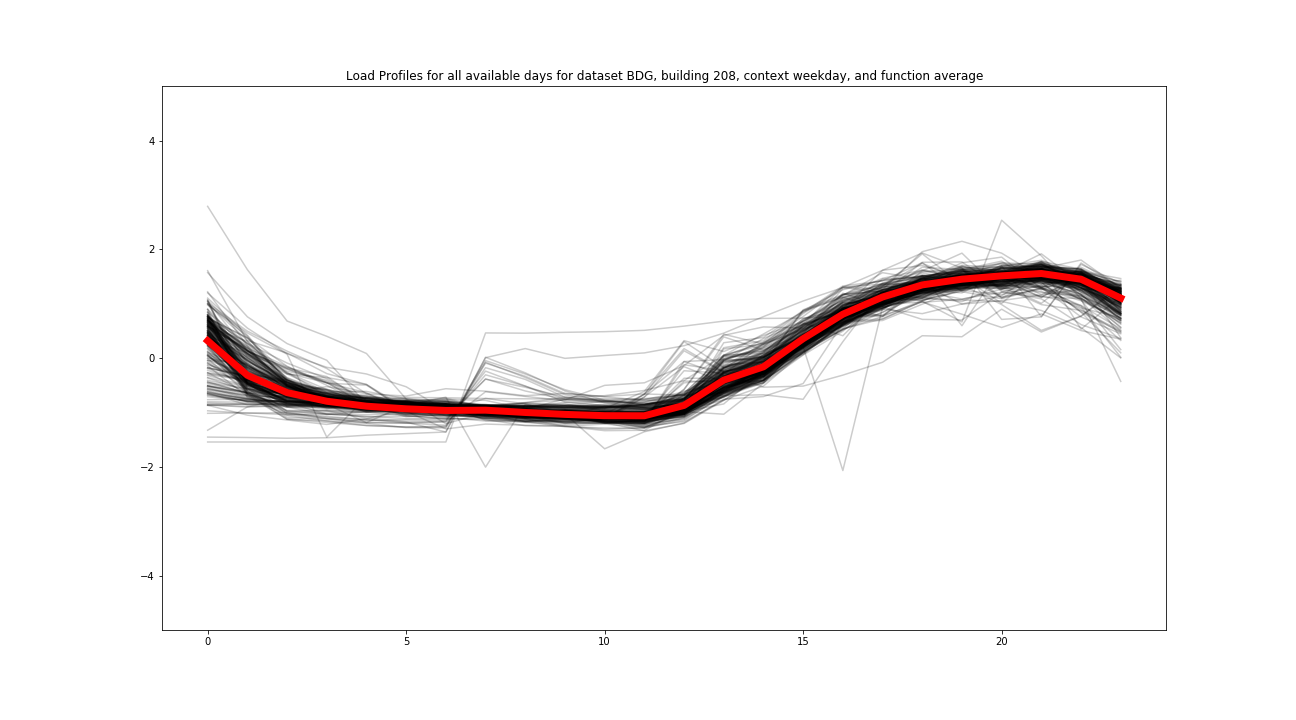 Load Profiles for all available days for dataset BDG, building 208, context weekday, and function average
4
2
0
−2
−4
0 5 10 15 20